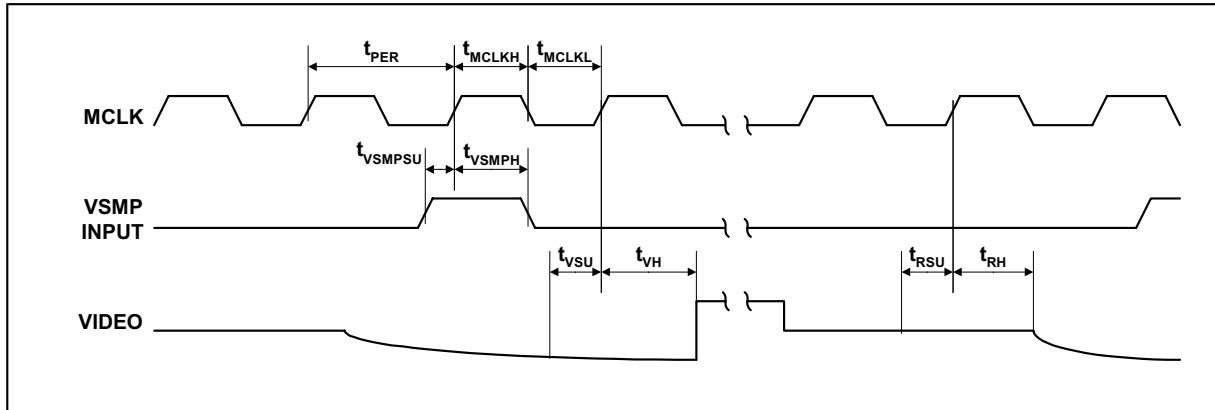 tPER
tMCLKH
tMCLKL
MCLK
tVSMPSU
tVSMPH
VSMP
INPUT
tVSU
tVH
tRSU
tRH
VIDEO